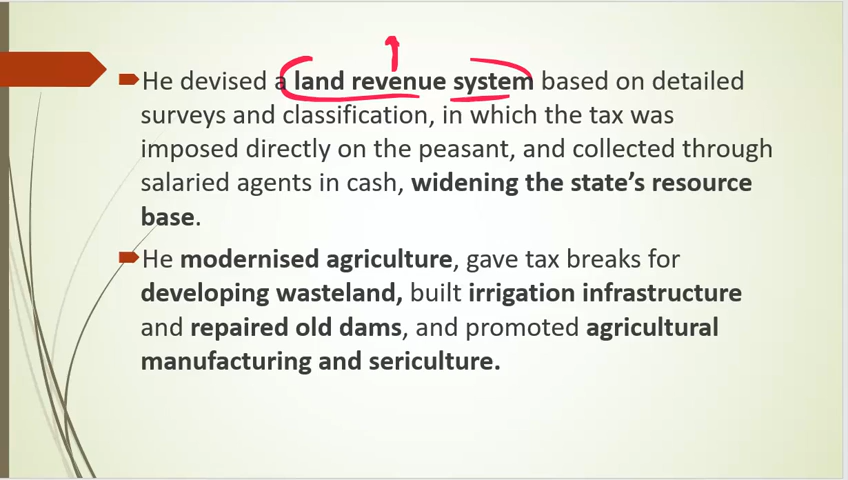 He devised a land revenue system based on detailed
surveys and classification, in which the tax was
imposed directly on the peasant, and collected through
salaried agents in cash, widening the state's resource
base.
He modernised agriculture, gave tax breaks for
developing wasteland, built irrigation infrastructure
and repaired old dams, and promoted agricultural
manufacturing and sericulture.